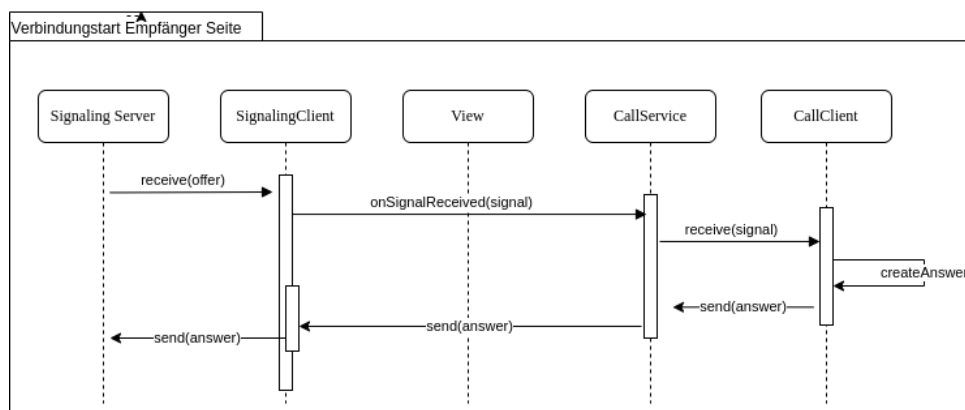 Verbindungstart Empfänger Seite
Signaling Server
SignalingClient
View
CallService
CallClient
receive(offer)
onSignalReceived(signal)
receive(signal)
createAnswer
send(answer)
send(answer)
send(answer)